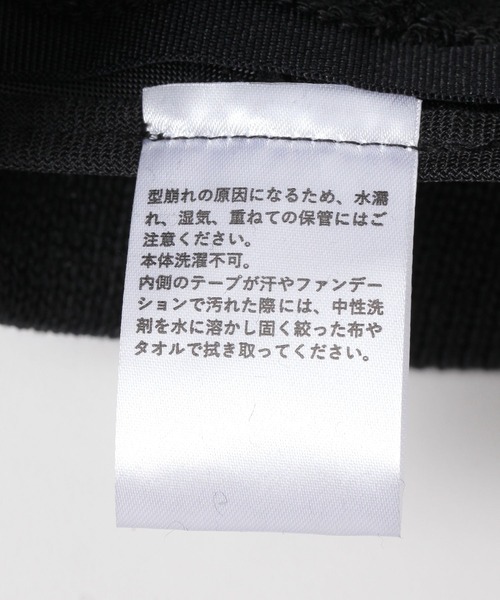 型崩れの原因になるため、水濡
れ、湿気、重ねての保管にはご
注意ください。
本体洗濯不可。
内側のテープが汗やファンデー
ションで汚れた際には、中性洗
剤を水に溶かし固く絞った布や
タオルで拭き取ってください。